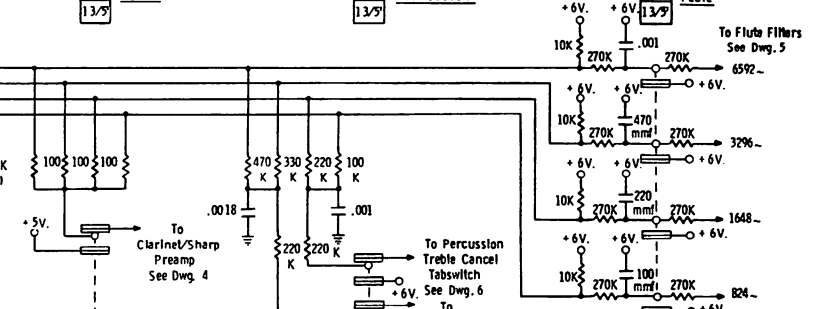 13/5'
13/5'
+6V.
+6V.
13/5'
10K
.001
270K
270K
To Flute Filters
See Dwg. 5
6592~
+6V.
+6V.
+6V.
10K
470
mmf
270K
270K
3296~
+6V.
K
100
100
100
470
K
330
K
220
K
100
K
+6V.
+6V.
10K
220
mmf
270K
270K
1648~
+6V.
+5V.
To
Clarinet/Sharp
Preamp
See Dwg. 4
.0018
.001
220
K
220
K
To Percussion
Treble Cancel
Tabswitch
See Dwg. 6
+6V.
To
+6V.
+6V.
10K
100
mmf
270K
270K
824~
+6V.